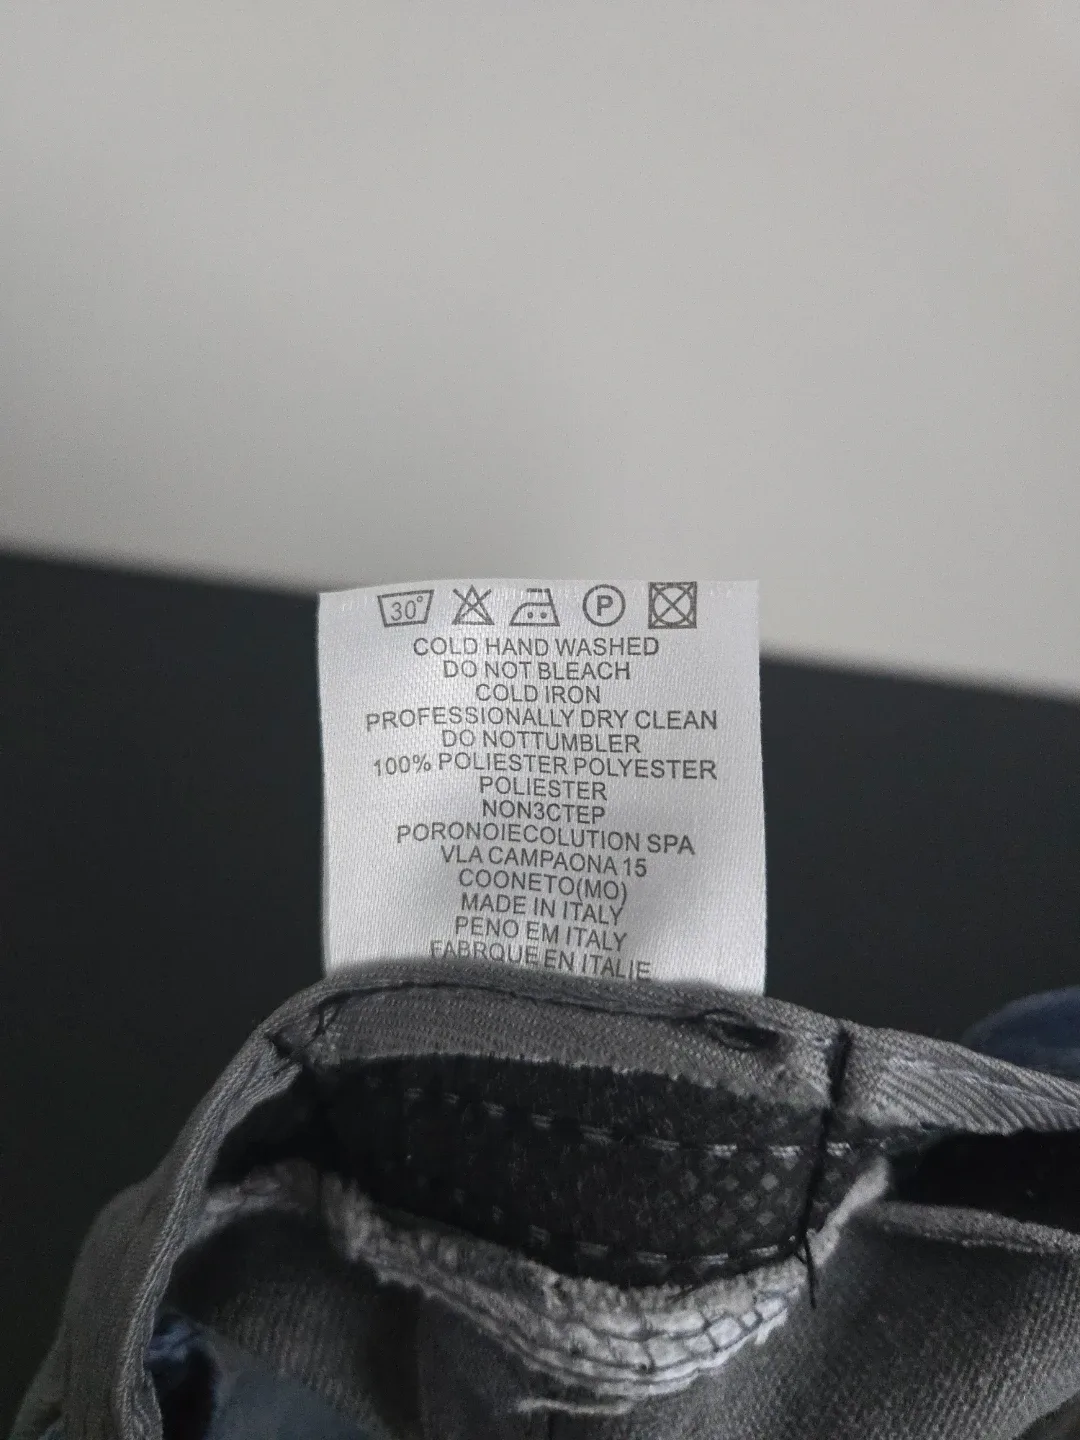 30°
P
COLD HAND WASHED
DO NOT BLEACH
COLD IRON
PROFESSIONALLY DRY CLEAN
DO NOTTUMBLER
100% POLIESTER POLYESTER
POLIESTER
NON3CTEP
PORONOIECOLUTION SPA
VLA CAMPAONA 15
COONETO(MO)
MADE IN ITALY
PENO EM ITALY
FABRQUE EN ITALIE